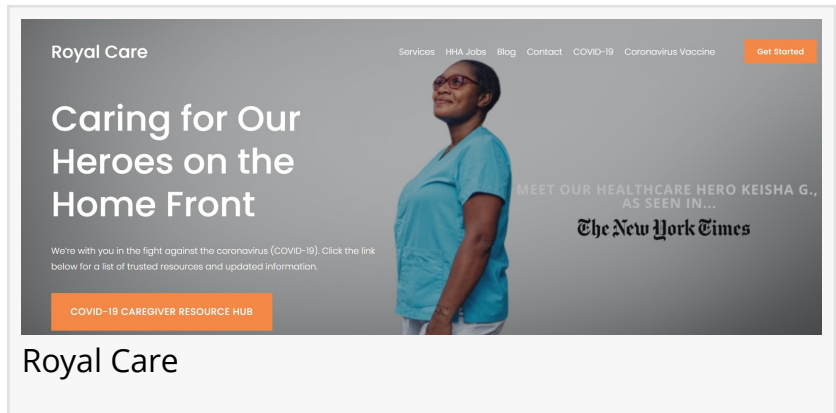 Royal Care
Services HHA Jobs Blog Contact COVID-19 Coronavirus Vaccine Get Started
Caring for Our
Heroes on the
Home Front
MEET OUR HEALTHCARE HERO KEISHA G.,
AS SEEN IN...
The New York Times
We're with you in the fight against the coronavirus (COVID-19). Click the link
below for a list of trusted resources and updated information.
COVID-19 CAREGIVER RESOURCE HUB
Royal Care